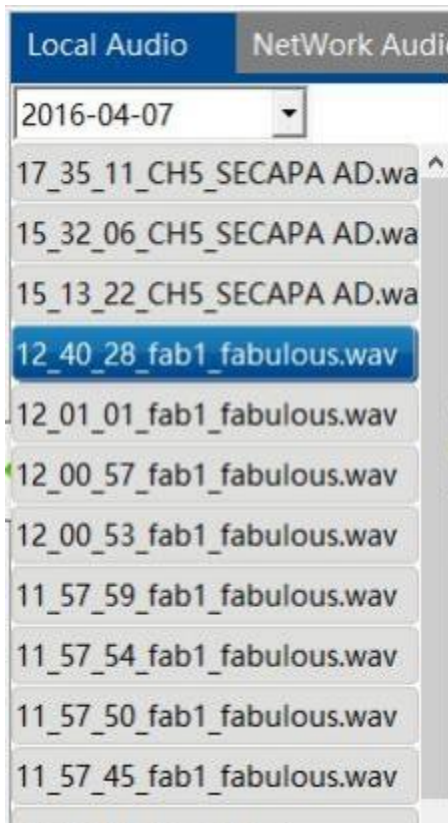 Local Audio NetWork Audi
2016-04-07
17_35_11_CH5_SECAPA AD.wa
15_32_06_CH5_SECAPA AD.wa
15_13_22_CH5_SECAPA AD.wa
12_40_28_fab1_fabulous.wav
12_01_01_fab1_fabulous.wav
12_00_57_fab1_fabulous.wav
12_00_53_fab1_fabulous.wav
11_57_59_fab1_fabulous.wav
11_57_54_fab1_fabulous.wav
11_57_50_fab1_fabulous.wav
11_57_45_fab1_fabulous.wav